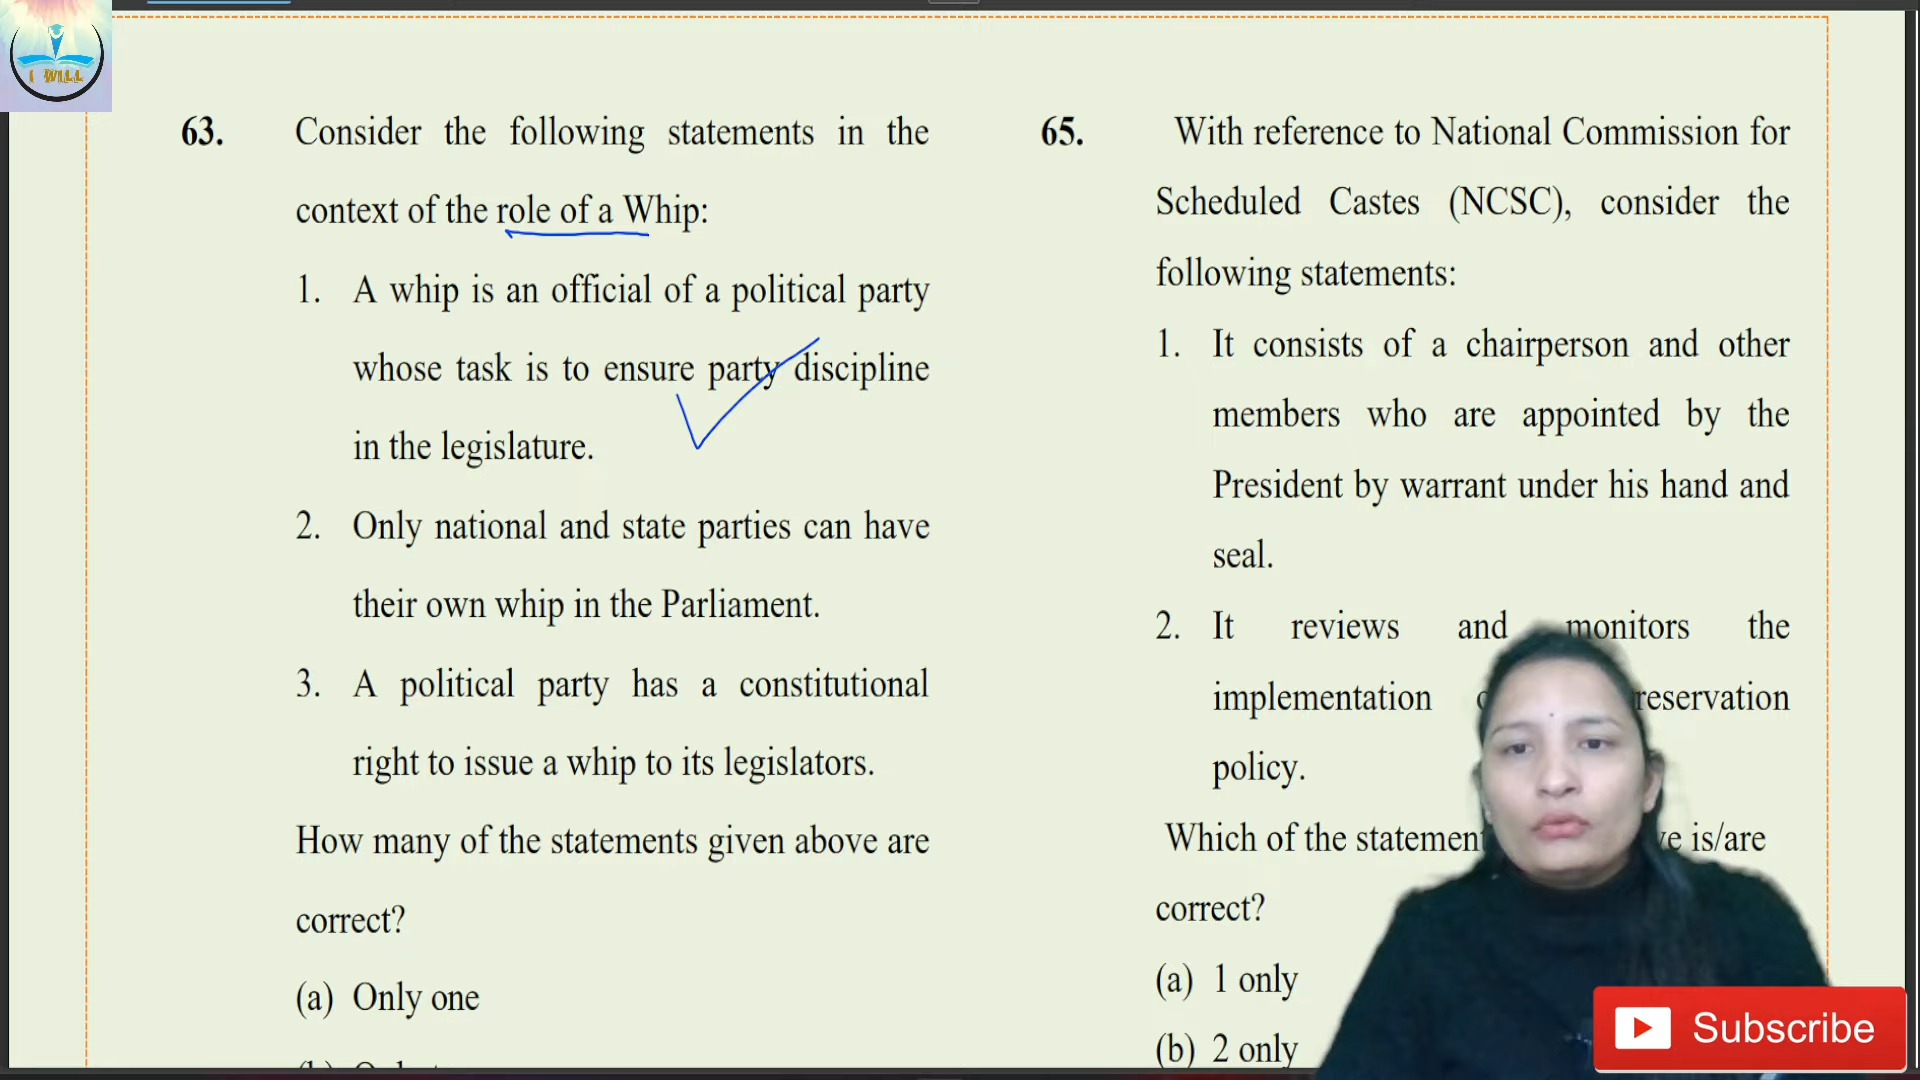 I WILL
63. Consider the following statements in the
context of the role of a Whip:
1. A whip is an official of a political party
whose task is to ensure party discipline
in the legislature.
2. Only national and state parties can have
their own whip in the Parliament.
3. A political party has a constitutional
right to issue a whip to its legislators.
How many of the statements given above are
correct?
(a) Only one
65. With reference to National Commission for
Scheduled Castes (NCSC), consider the
following statements:
1. It consists of a chairperson and other
members who are appointed by the
President by warrant under his hand and
seal.
2. It reviews and monitors the
implementation reservation
policy.
Which of the is/are
correct?
(a) 1 only
(b) 2 only
Subscribe